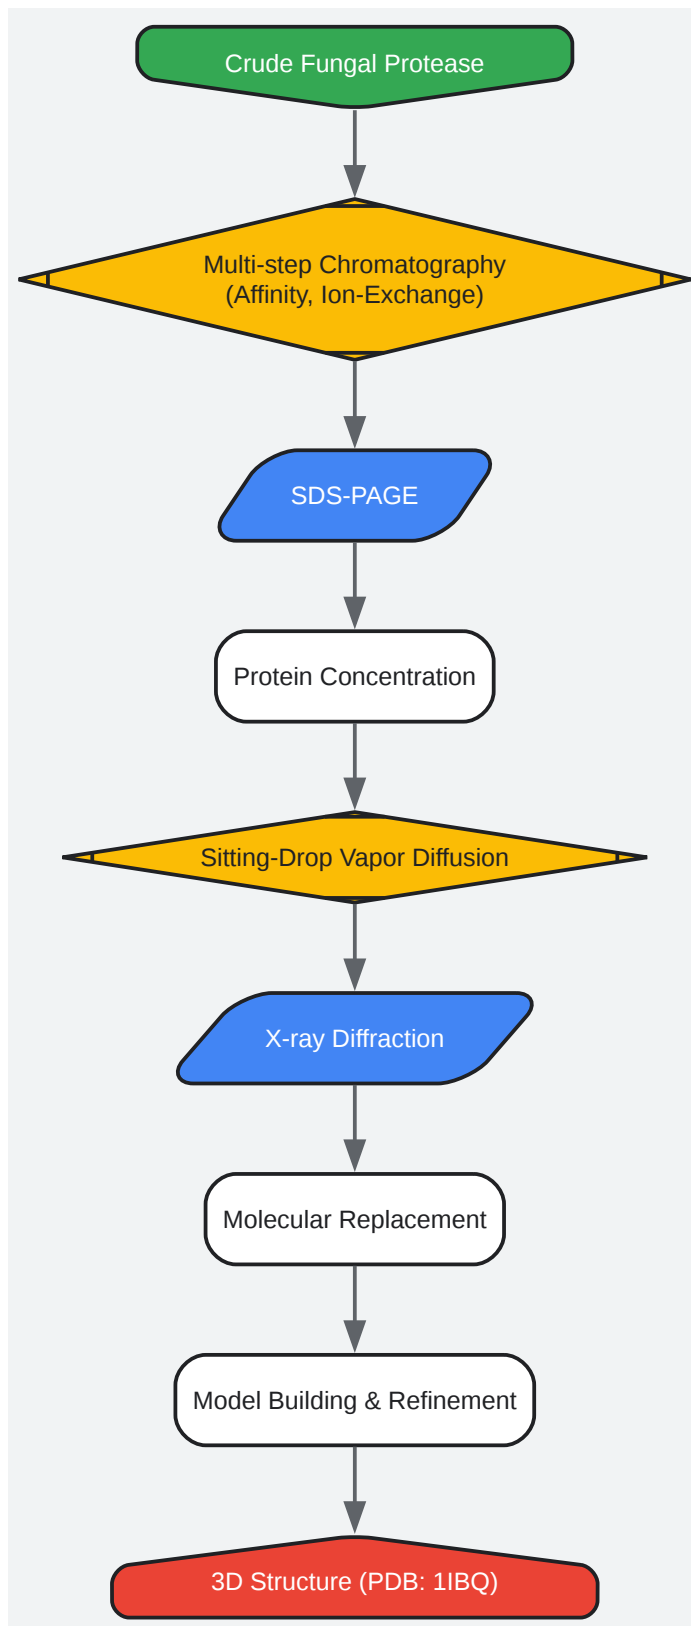 Crude Fungal Protease
Multi-step Chromatography
(Affinity, Ion-Exchange)
SDS-PAGE
Protein Concentration
Sitting-Drop Vapor Diffusion
X-ray Diffraction
Molecular Replacement
Model Building & Refinement
3D Structure (PDB: 1IBQ)